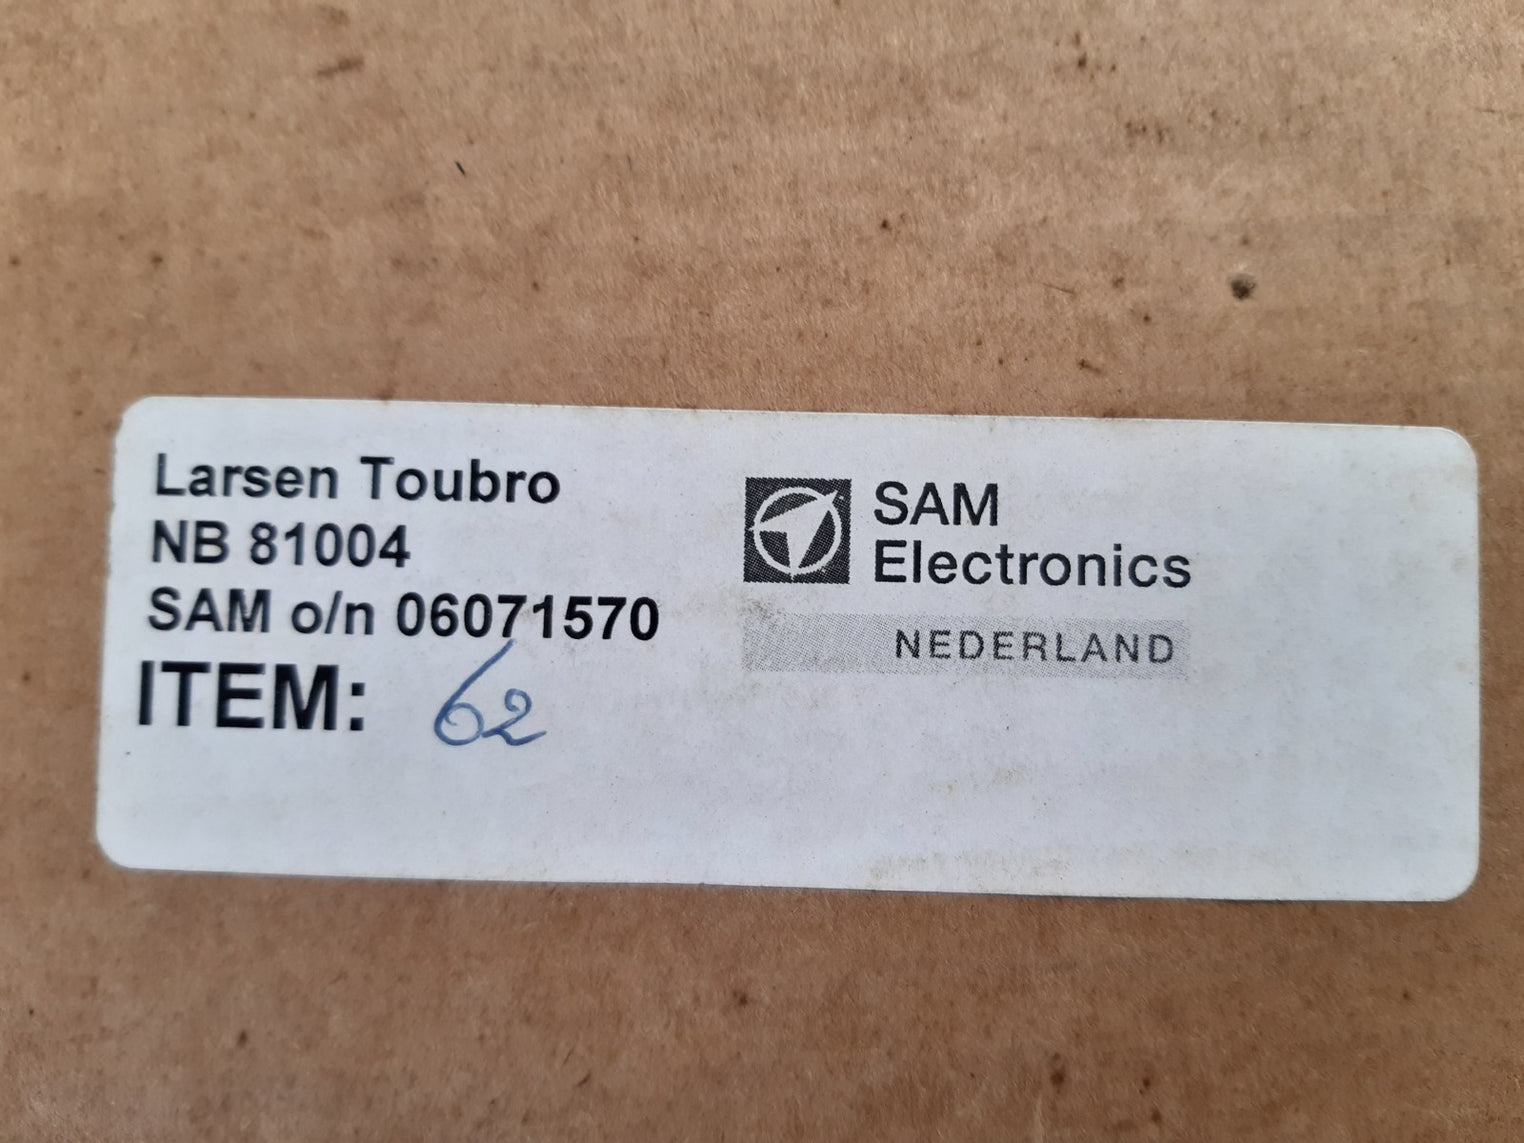 Larsen Toubro
NB 81004
SAM o/n 06071570
ITEM: 62
SAM
Electronics
NEDERLAND